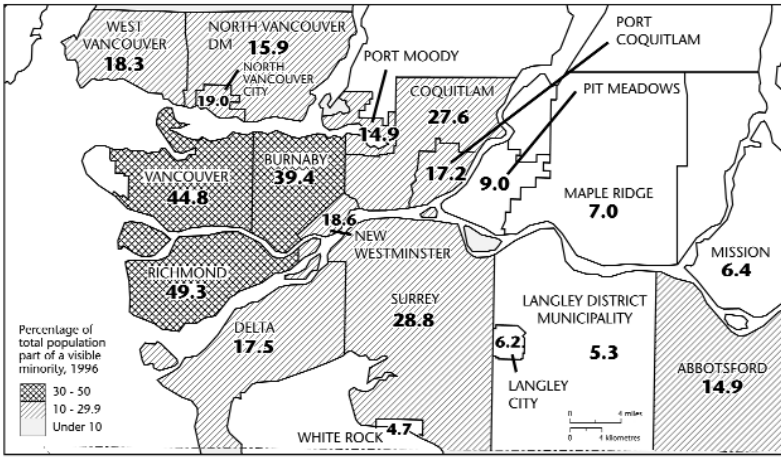 WEST
VANCOUVER
18.3
NORTH VANCOUVER
DM
15.9
NORTH
VANCOUVER
CITY
19.0
PORT MOODY
14.9
PORT
COQUITLAM
17.2
COQUITLAM
27.6
PIT MEADOWS
9.0
MAPLE RIDGE
7.0
MISSION
6.4
VANCOUVER
44.8
BURNABY
39.4
18.6
NEW
WESTMINSTER
RICHMOND
49.3
DELTA
17.5
SURREY
28.8
LANGLEY DISTRICT
MUNICIPALITY
5.3
6.2
LANGLEY
CITY
ABBOTSFORD
14.9
WHITE ROCK
4.7
Percentage of
total population
part of a visible
minority, 1996
30 - 50
10 - 29.9
Under 10
0 4 miles
0 4 kilometres